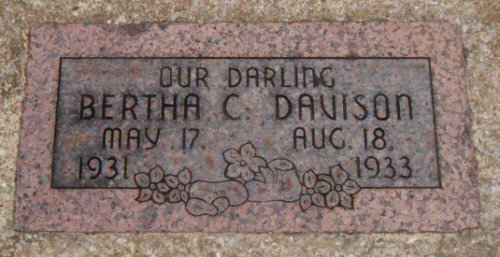 OUR DARLING
BERTHA C. DAVISON
MAY 17, AUG. 18,
1931 1933